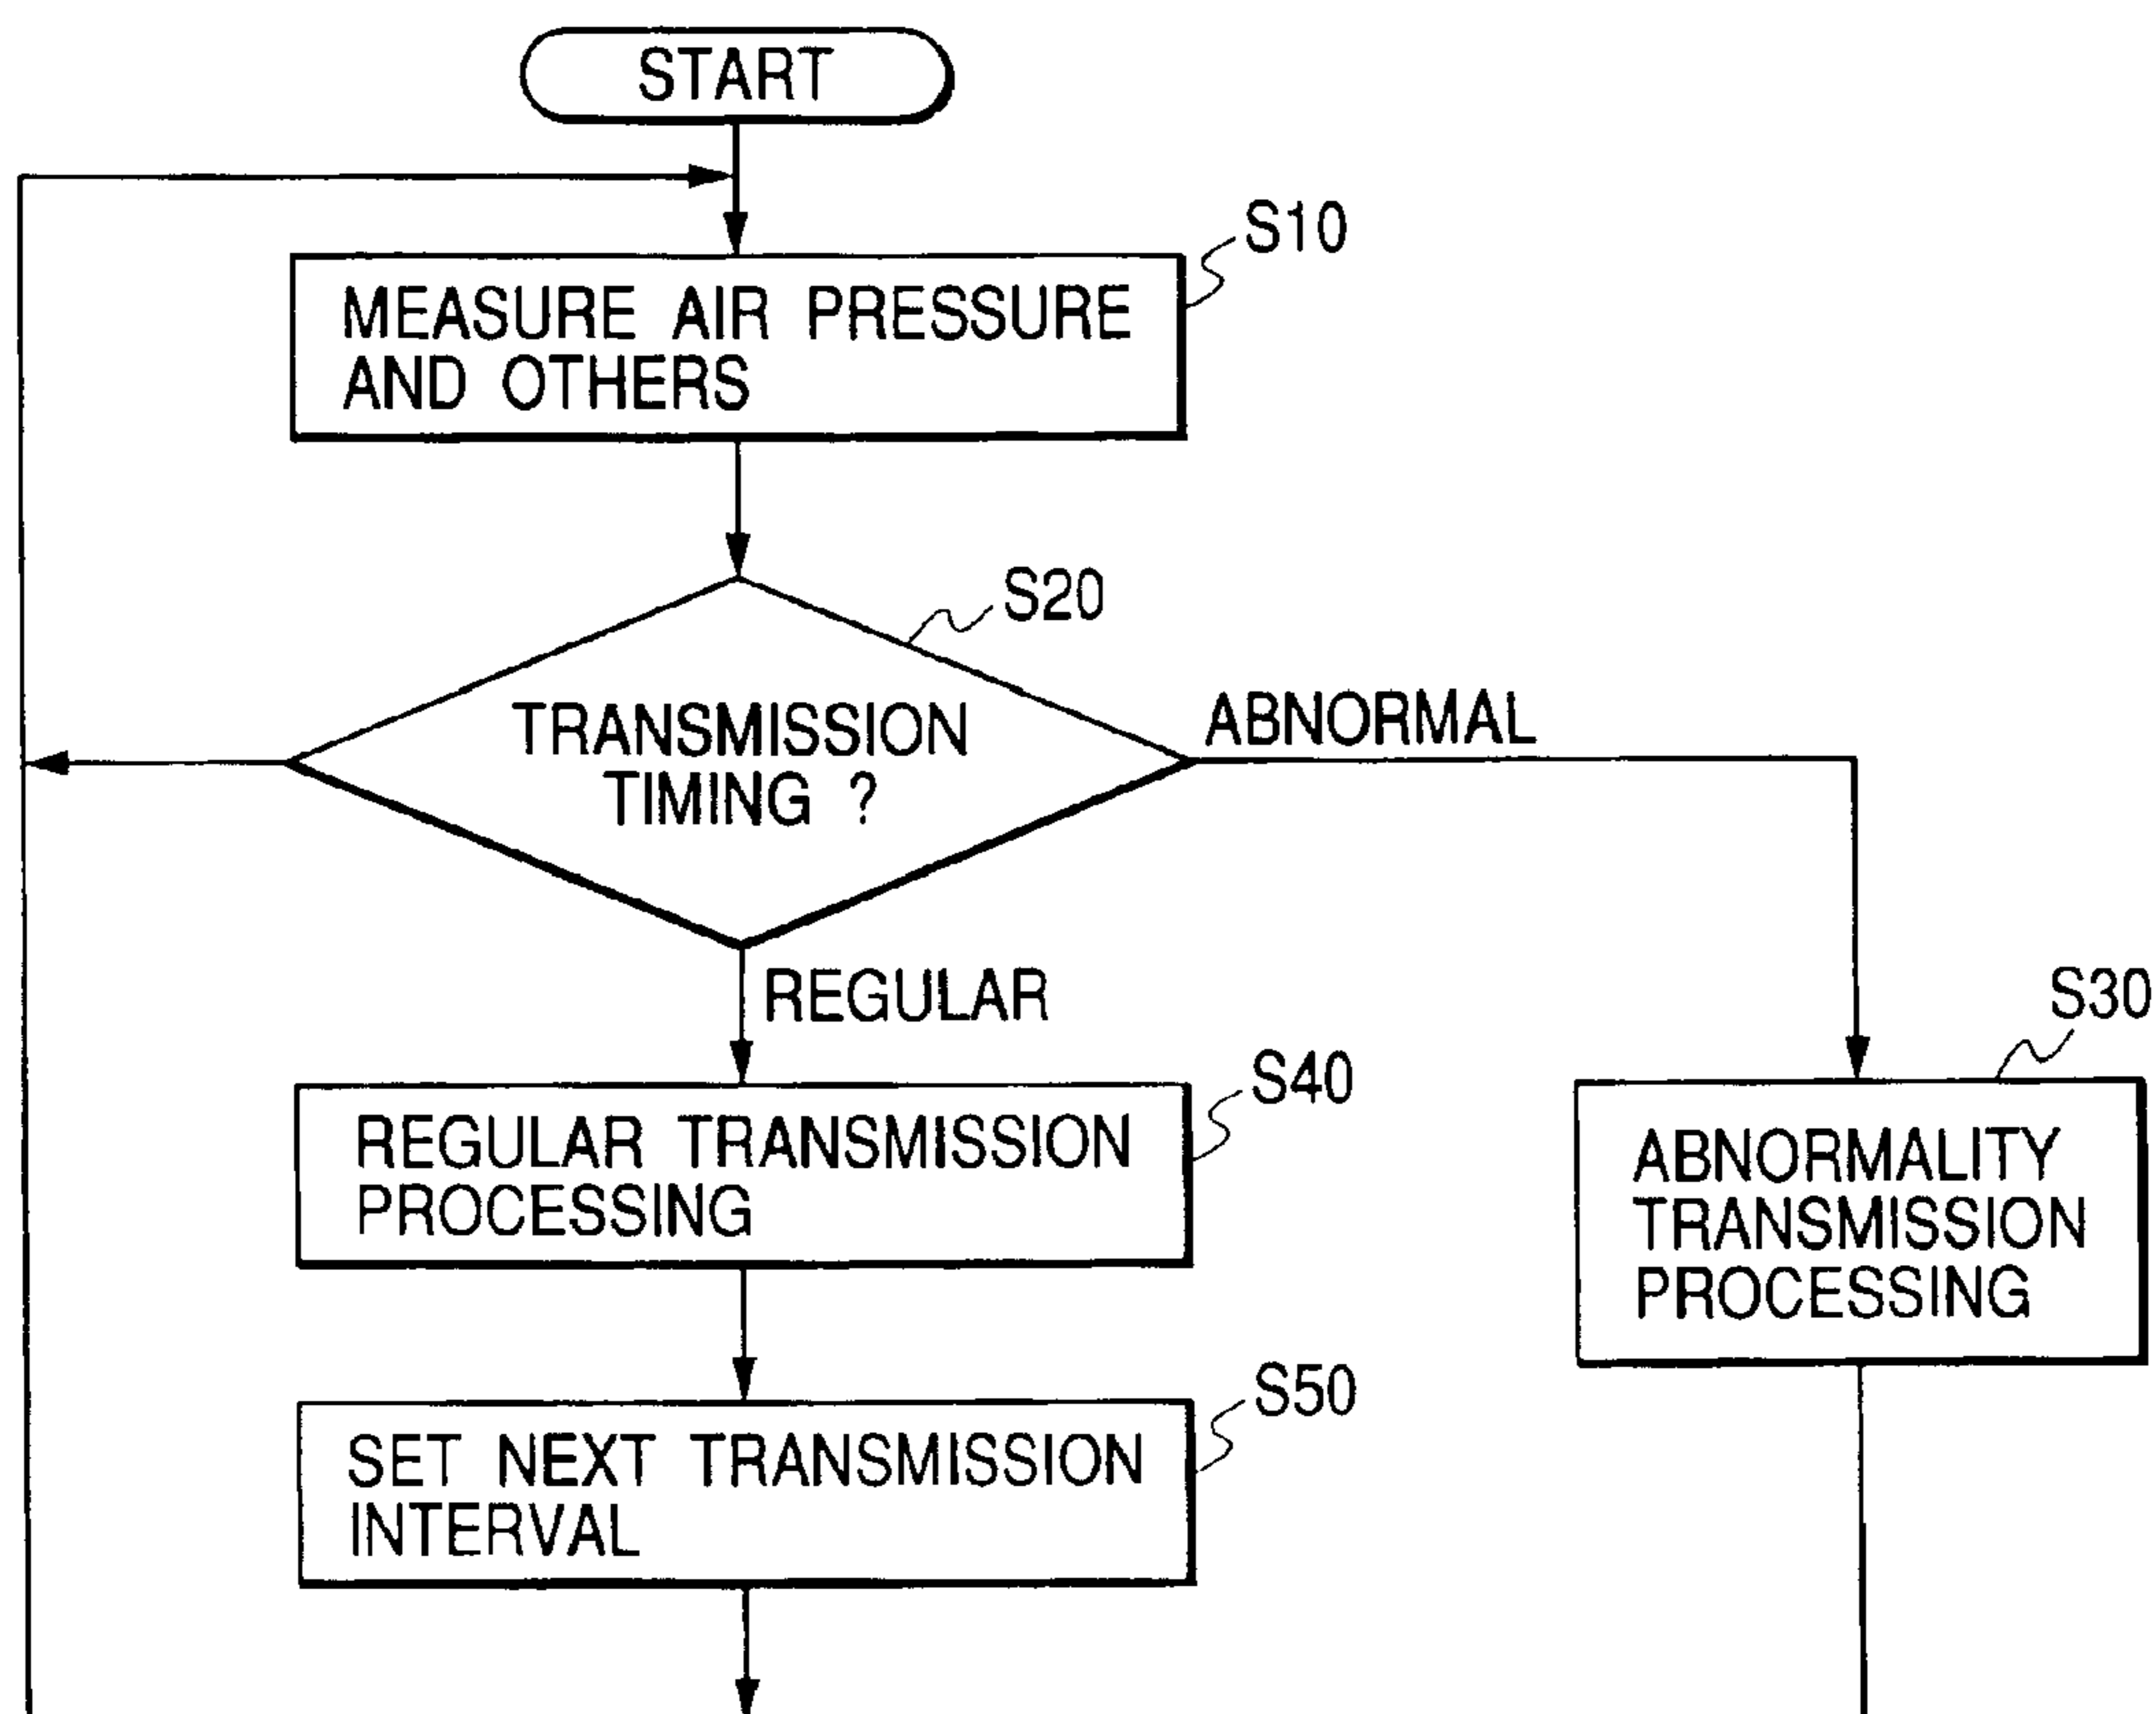 START
S10
MEASURE AIR PRESSURE
AND OTHERS
S20
TRANSMISSION
TIMING ?
ABNORMAL
REGULAR
S30
S40
REGULAR TRANSMISSION
PROCESSING
ABNORMALITY
TRANSMISSION
PROCESSING
S50
SET NEXT TRANSMISSION
INTERVAL